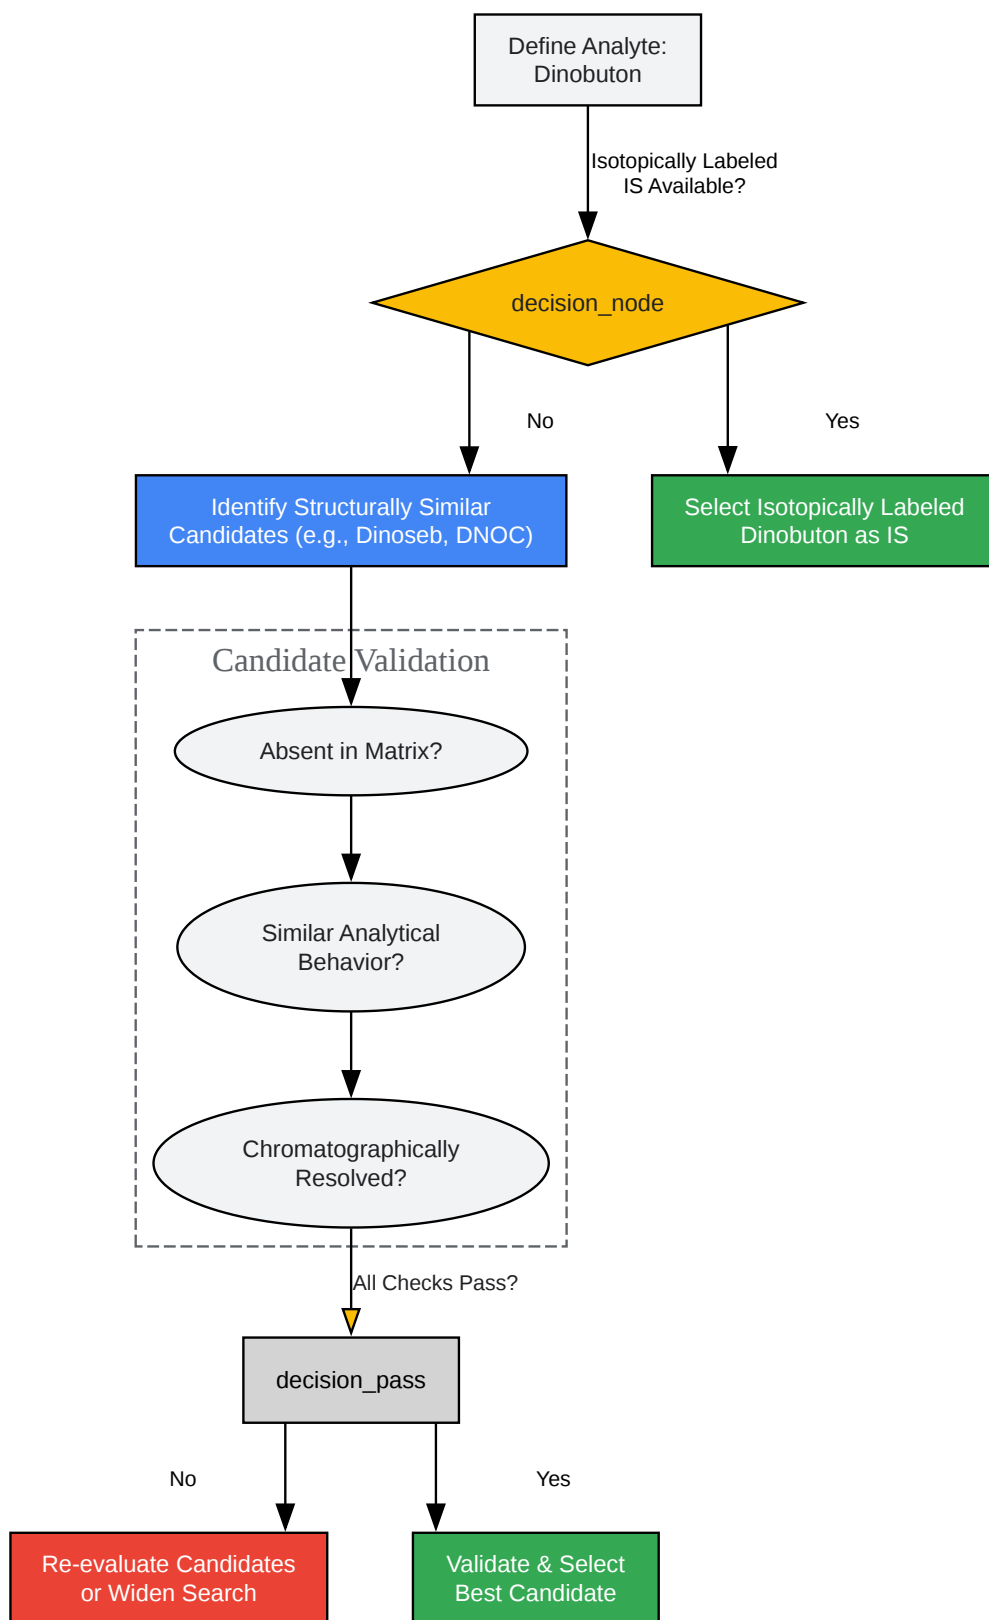 Define Analyte:
Dinobuton
Isotopically Labeled
IS Available?
decision_node
No
Yes
Identify Structurally Similar
Candidates (e.g., Dinoseb, DNOC)
Select Isotopically Labeled
Dinobuton as IS
Candidate Validation
Absent in Matrix?
Similar Analytical
Behavior?
Chromatographically
Resolved?
All Checks Pass?
decision_pass
No
Yes
Re-evaluate Candidates
or Widen Search
Validate & Select
Best Candidate